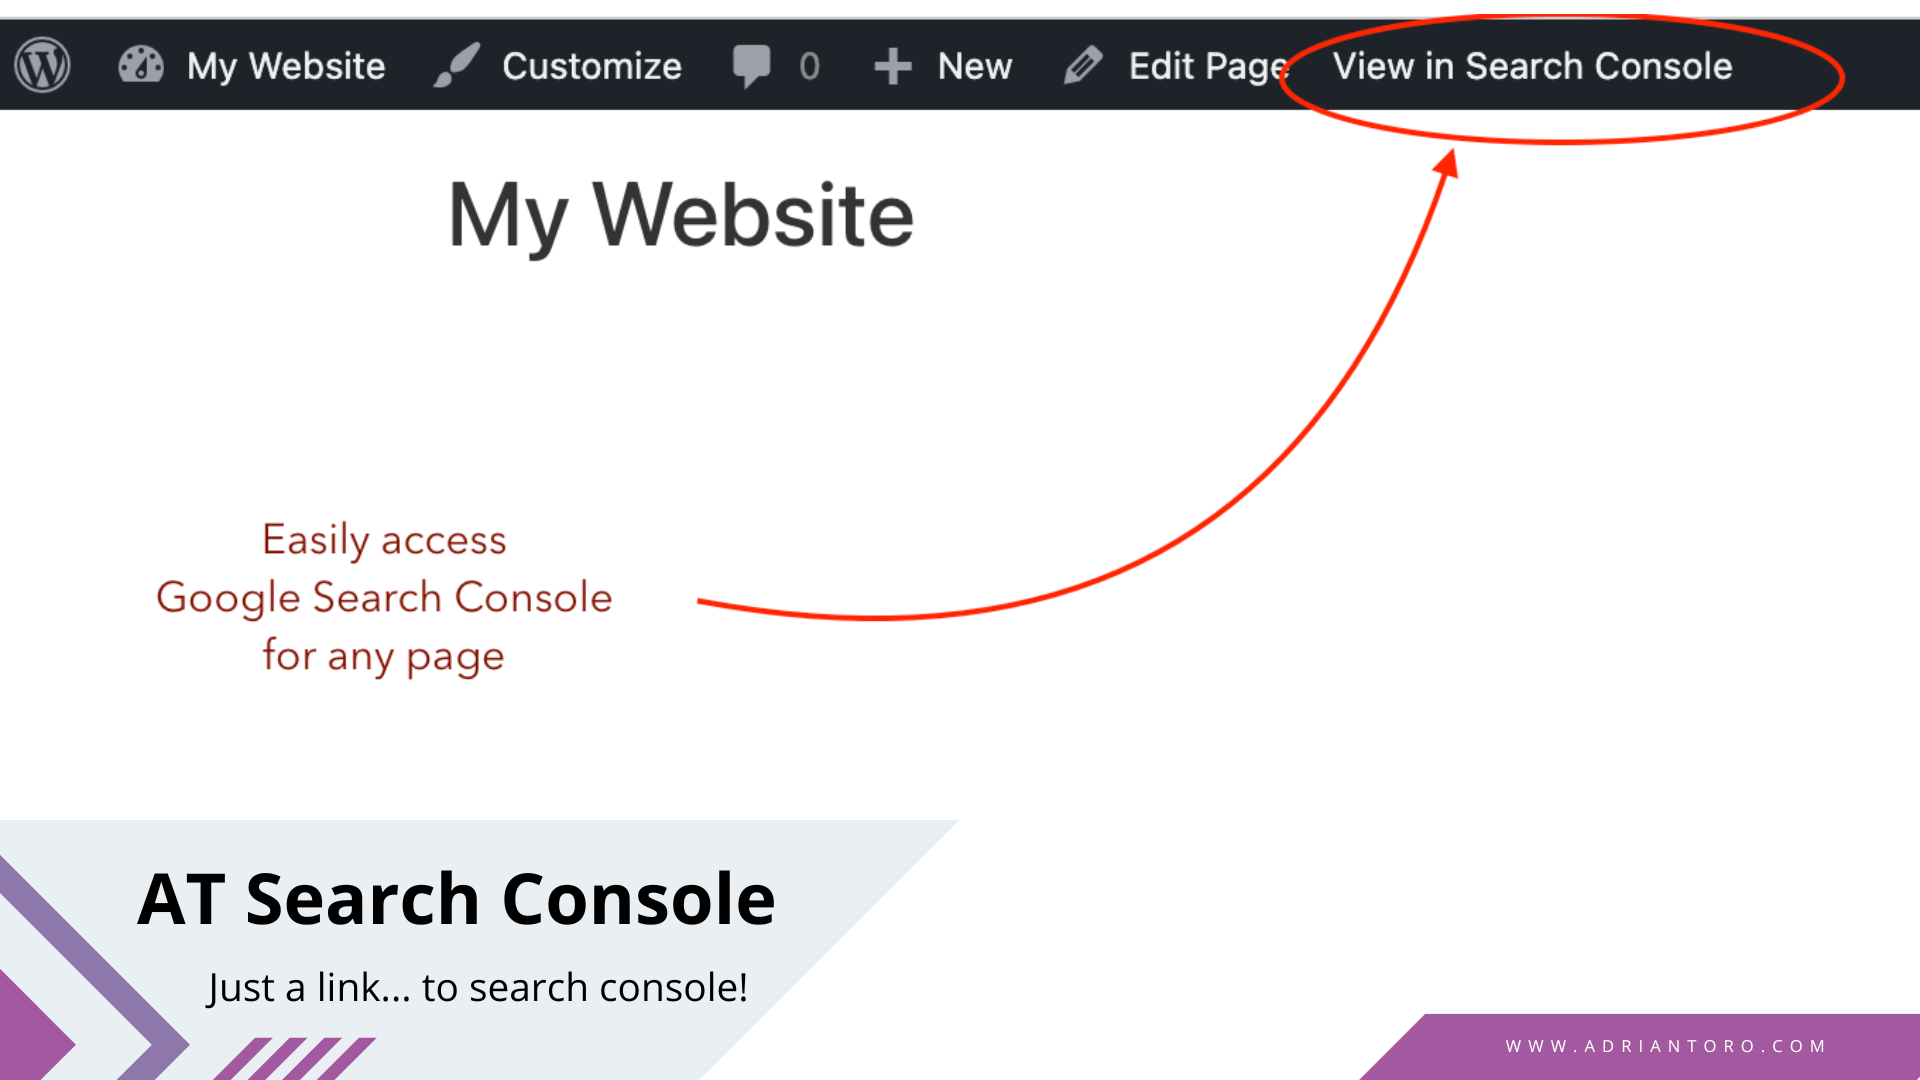 My Website Customize 0 New Edit Page View in Search Console
My Website
Easily access
Google Search Console
for any page
AT Search Console
Just a link... to search console!
WWW.ADRIANTORO.COM